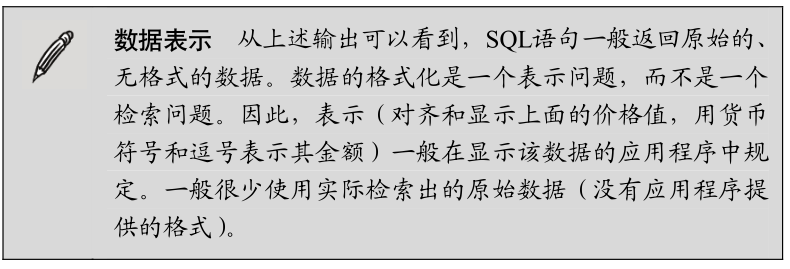 数据表示　从上述输出可以看到，SQL语句一般返回原始的、
无格式的数据。数据的格式化是一个表示问题，而不是一个
检索问题。因此，表示（对齐和显示上面的价格值，用货币
符号和逗号表示其金额）一般在显示该数据的应用程序中规
定。一般很少使用实际检索出的原始数据（没有应用程序提
供的格式）。